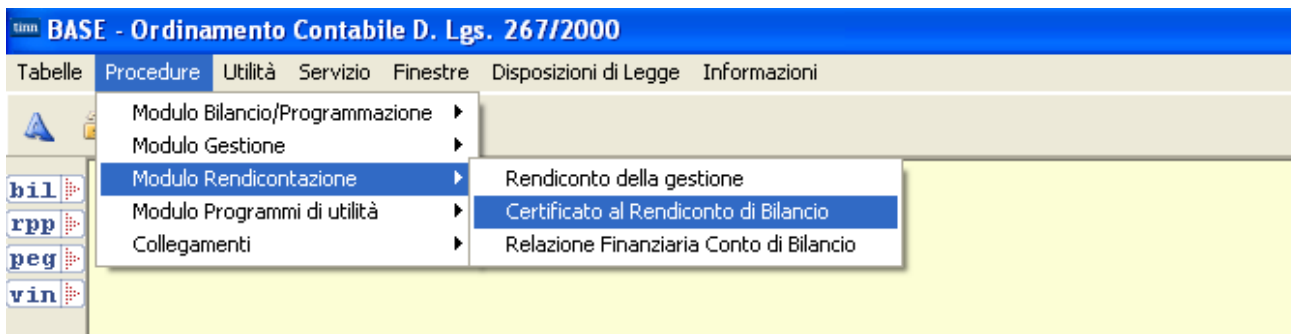 tinn BASE - Ordinamento Contabile D. Lgs. 267/2000
Tabelle Procedure Utilità Servizio Finestre Disposizioni di Legge Informazioni
Modulo Bilancio/Programmazione
Modulo Gestione
Modulo Rendicontazione
Modulo Programmi di utilità
Collegamenti
Rendiconto della gestione
Certificato al Rendiconto di Bilancio
Relazione Finanziaria Conto di Bilancio
bil
rpp
peg
vin